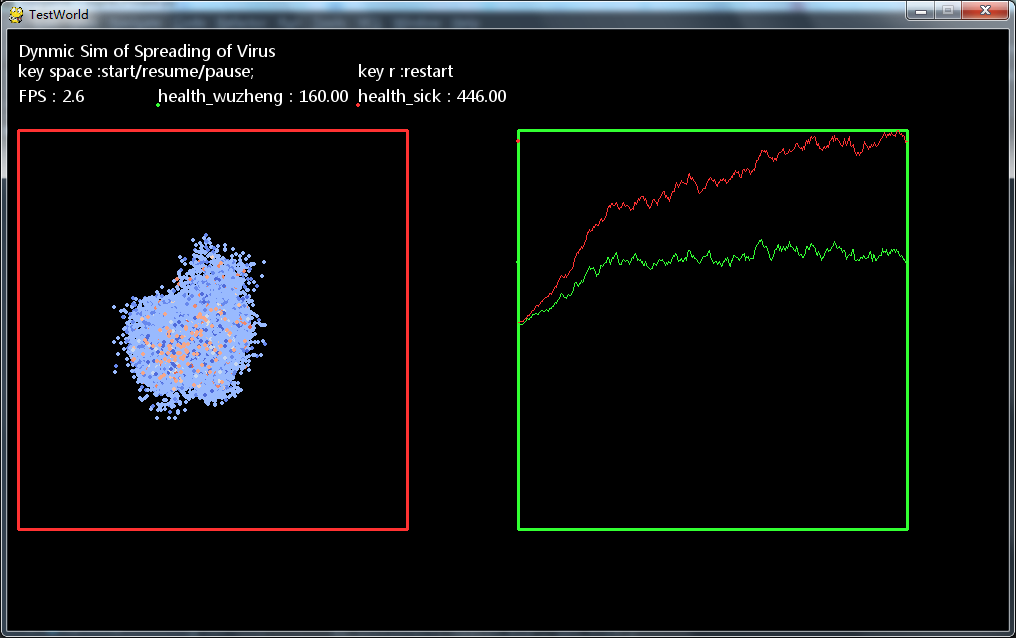 TestWorld
Dynmic Sim of Spreading of Virus
key space :start/resume/pause; key r :restart
FPS : 2.6 health_wuzheng : 160.00 health_sick : 446.00